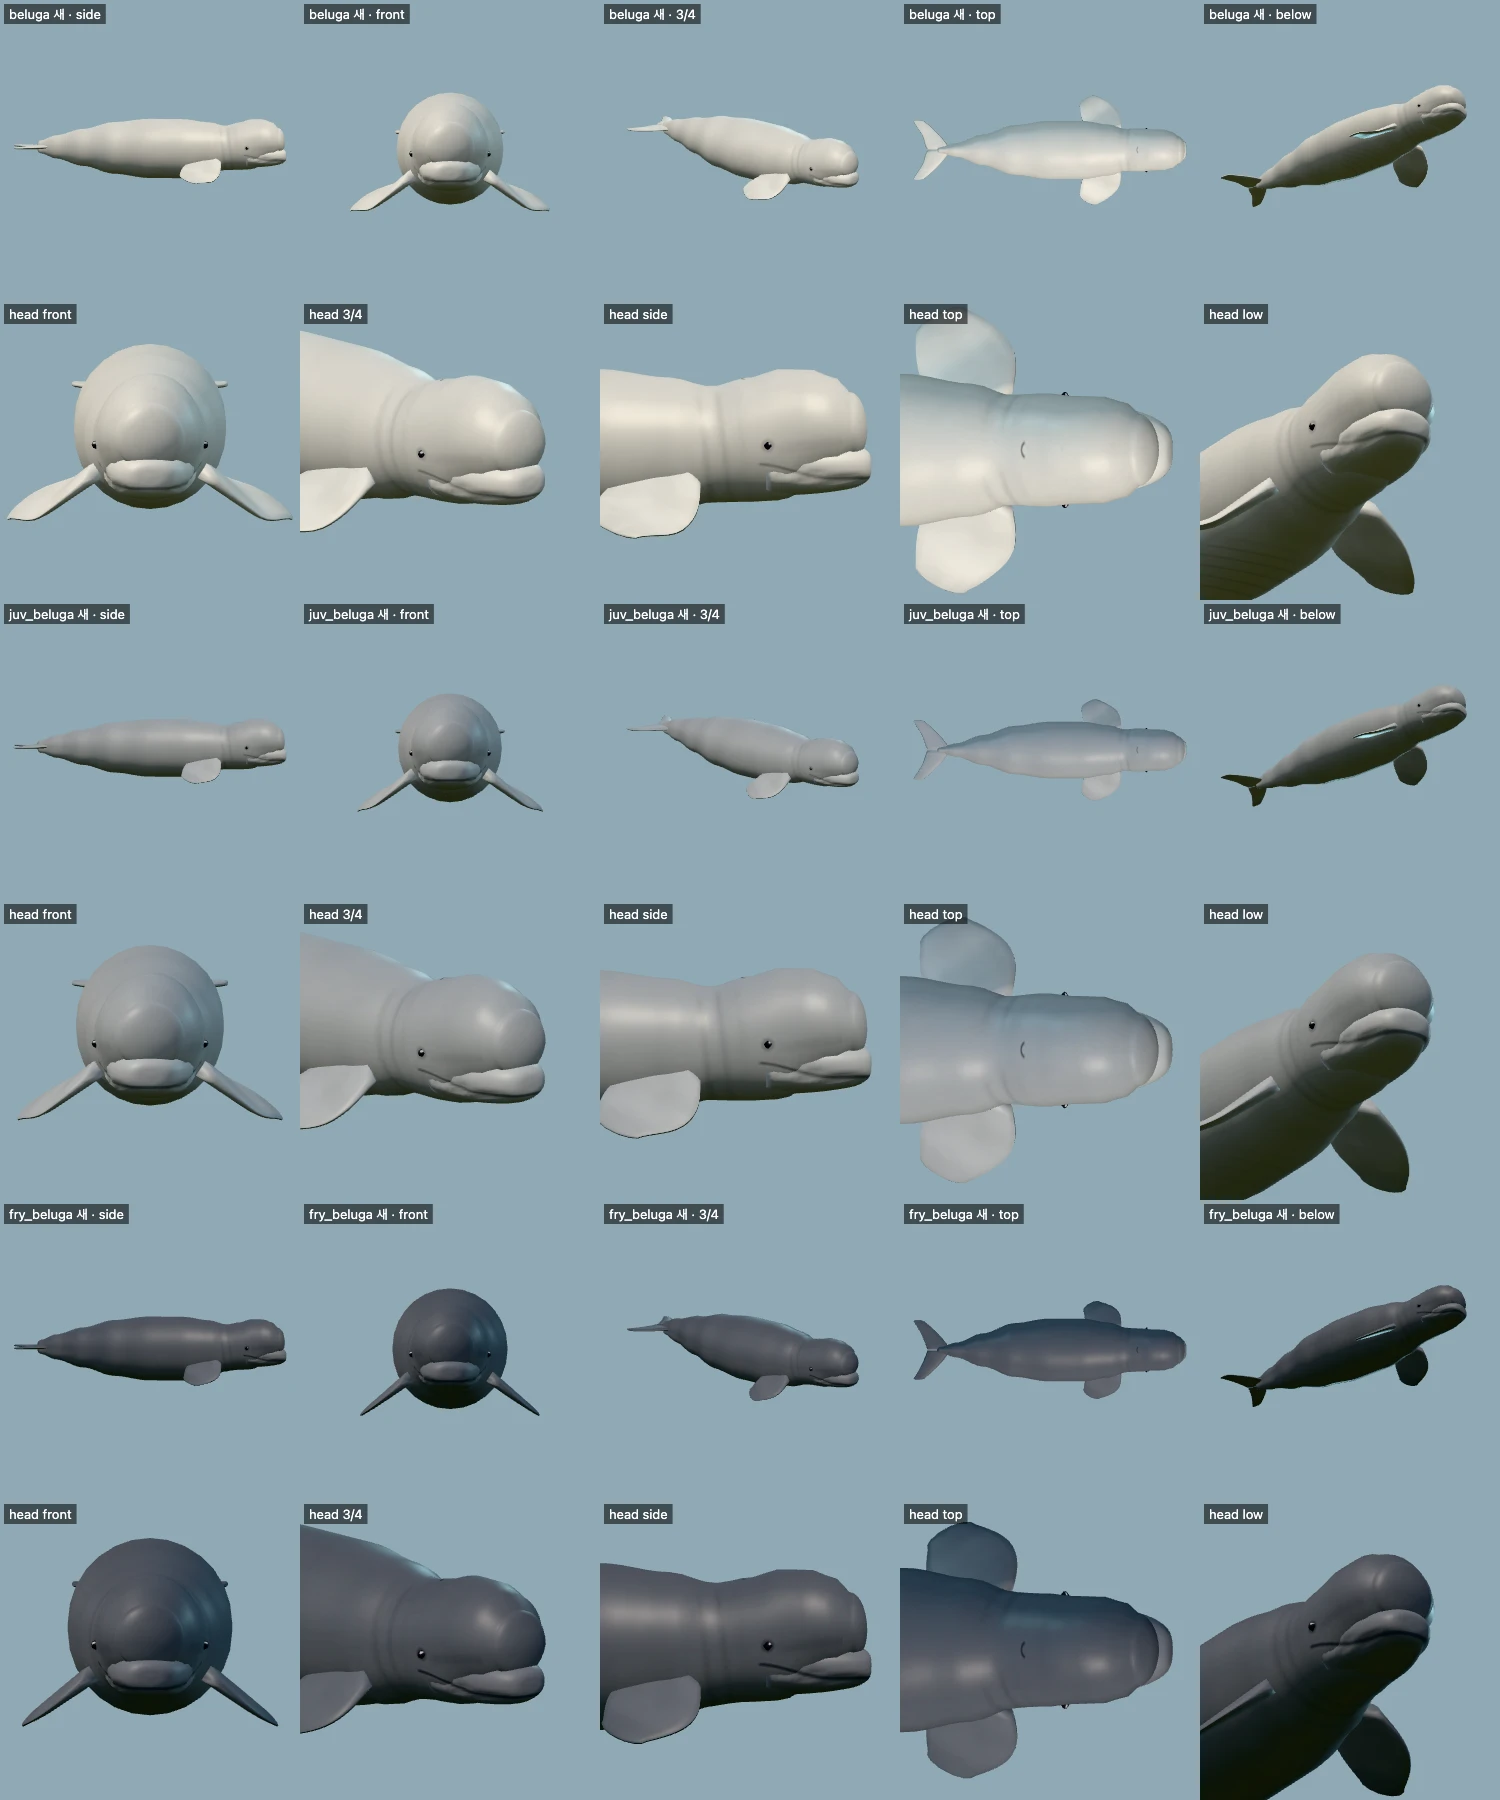 beluga 새 · side
beluga 새 · front
beluga 새 · 3/4
beluga 새 · top
beluga 새 · below
head front
head 3/4
head side
head top
head low
juv_beluga 새 · side
juv_beluga 새 · front
juv_beluga 새 · 3/4
juv_beluga 새 · top
juv_beluga 새 · below
head front
head 3/4
head side
head top
head low
fry_beluga 새 · side
fry_beluga 새 · front
fry_beluga 새 · 3/4
fry_beluga 새 · top
fry_beluga 새 · below
head front
head 3/4
head side
head top
head low